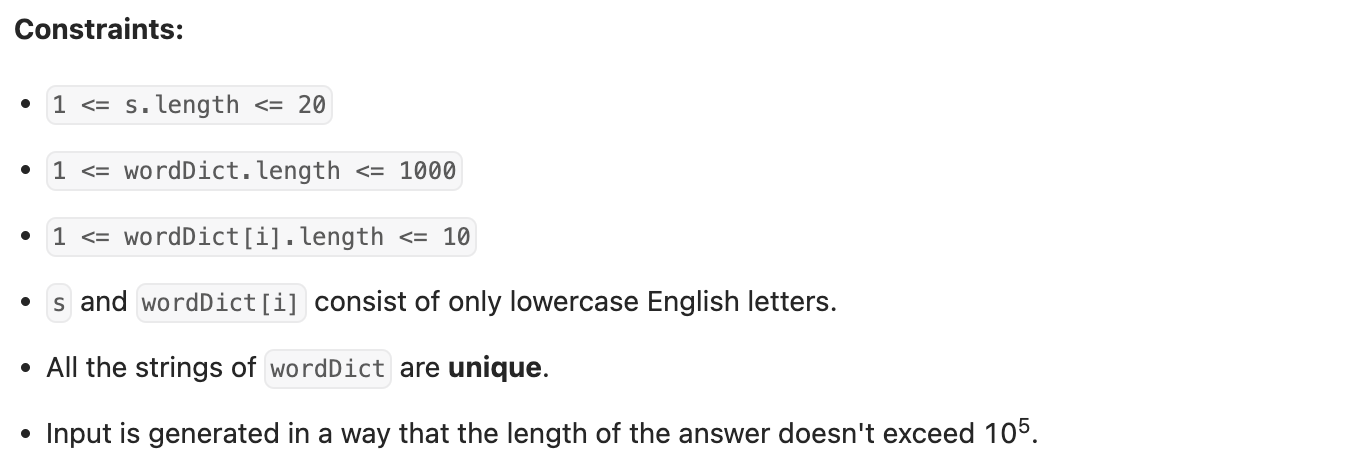 Constraints:
• 1 <= s.length <= 20
• 1 <= wordDict.length <= 1000
• 1 <= wordDict[i].length <= 10
• s and wordDict[i] consist of only lowercase English letters.
• All the strings of wordDict are unique.
• Input is generated in a way that the length of the answer doesn't exceed 10⁵.